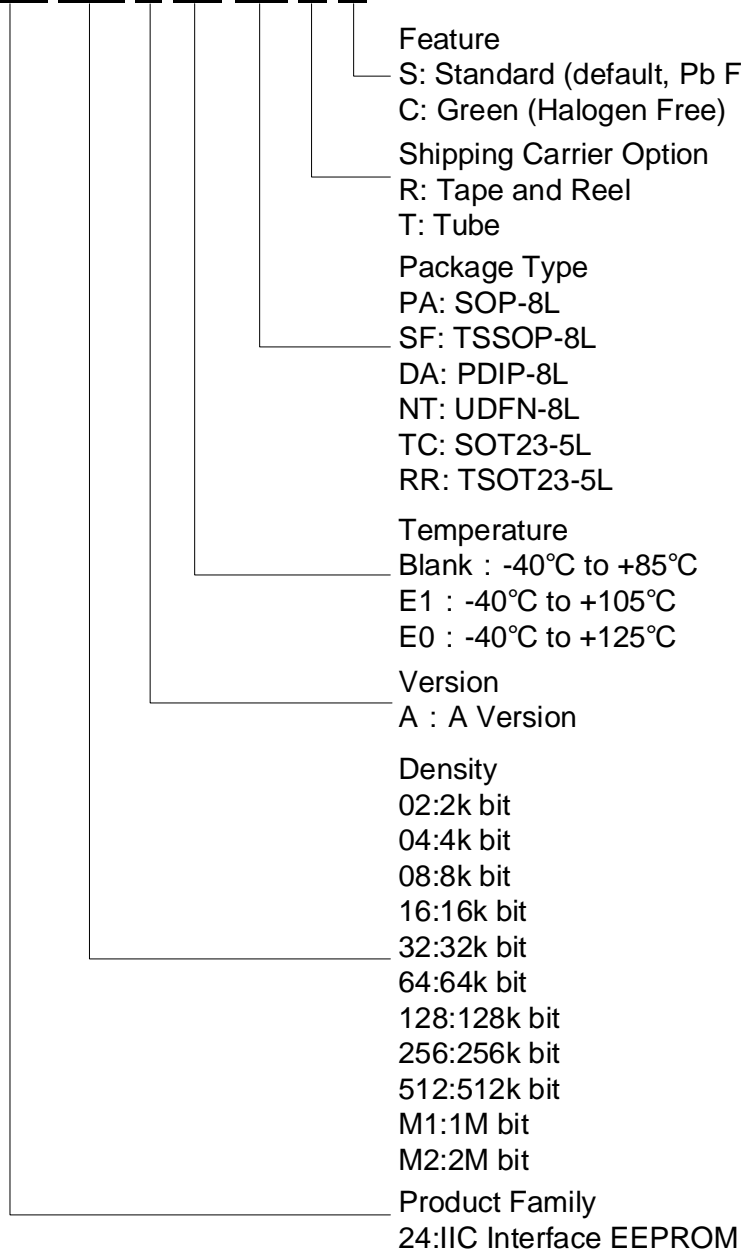 Feature
S: Standard (default, Pb F
C: Green (Halogen Free)
Shipping Carrier Option
R: Tape and Reel
T: Tube
Package Type
PA: SOP-8L
SF: TSSOP-8L
DA: PDIP-8L
NT: UDFN-8L
TC: SOT23-5L
RR: TSOT23-5L
Temperature
Blank : -40℃ to +85℃
E1 : -40℃ to +105℃
E0 : -40℃ to +125℃
Version
A : A Version
Density
02:2k bit
04:4k bit
08:8k bit
16:16k bit
32:32k bit
64:64k bit
128:128k bit
256:256k bit
512:512k bit
M1:1M bit
M2:2M bit
Product Family
24:IIC Interface EEPROM